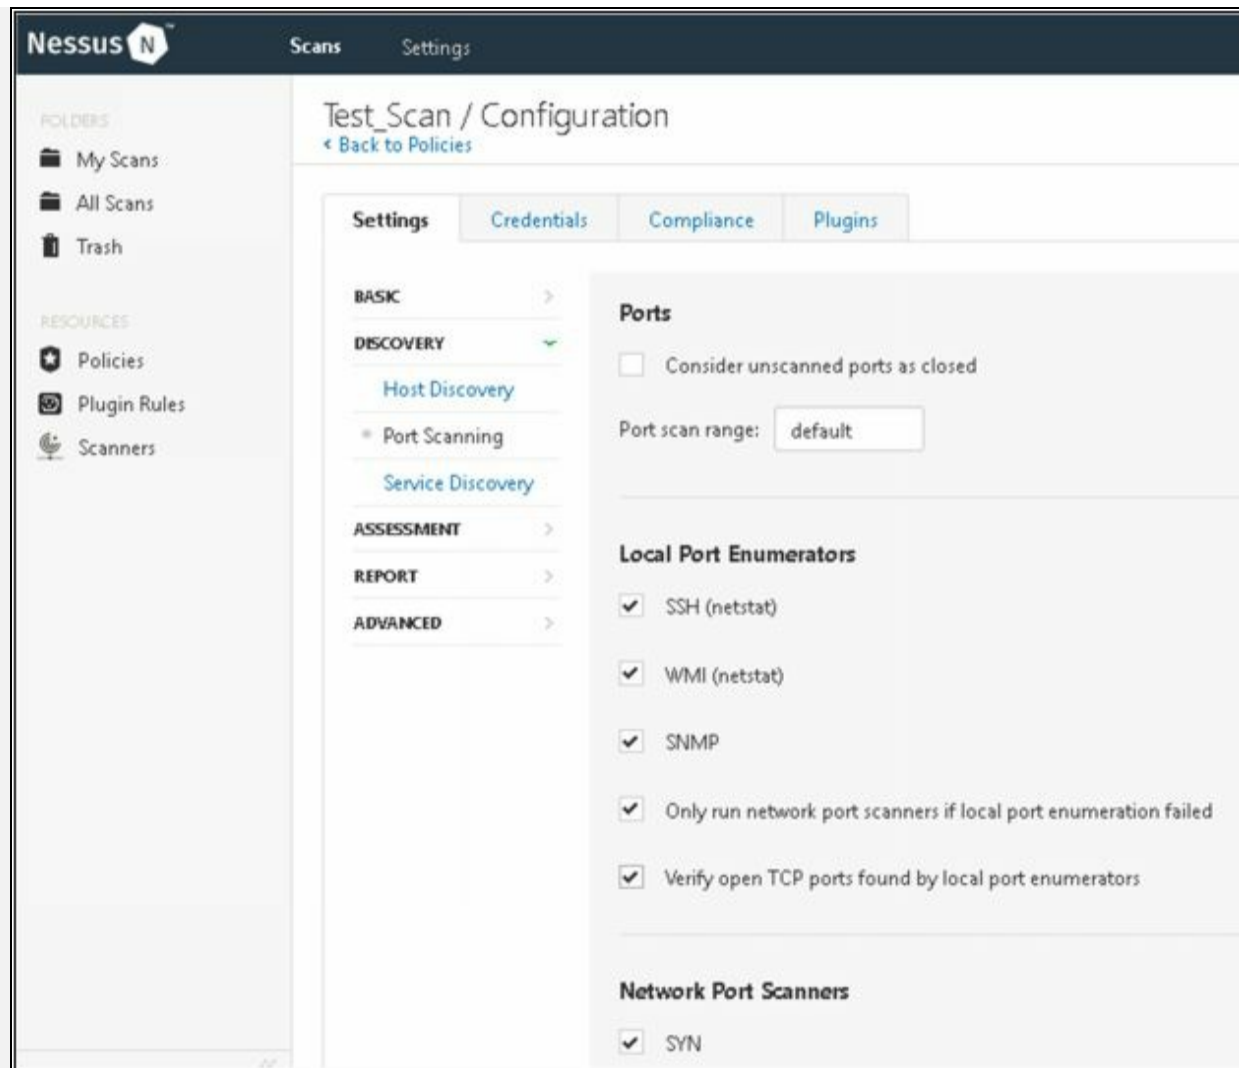 Nessus N ™
Scans Settings
FOLDERS
My Scans
All Scans
Trash
RESOURCES
Policies
Plugin Rules
Scanners
Test_Scan / Configuration
Back to Policies
Settings Credentials Compliance Plugins
BASIC
DISCOVERY
Host Discovery
Port Scanning
Service Discovery
ASSESSMENT
REPORT
ADVANCED
Ports
Consider unscanned ports as closed
Port scan range: default
Local Port Enumerators
SSH (netstat)
WMI (netstat)
SNMP
Only run network port scanners if local port enumeration failed
Verify open TCP ports found by local port enumerators
Network Port Scanners
SYN